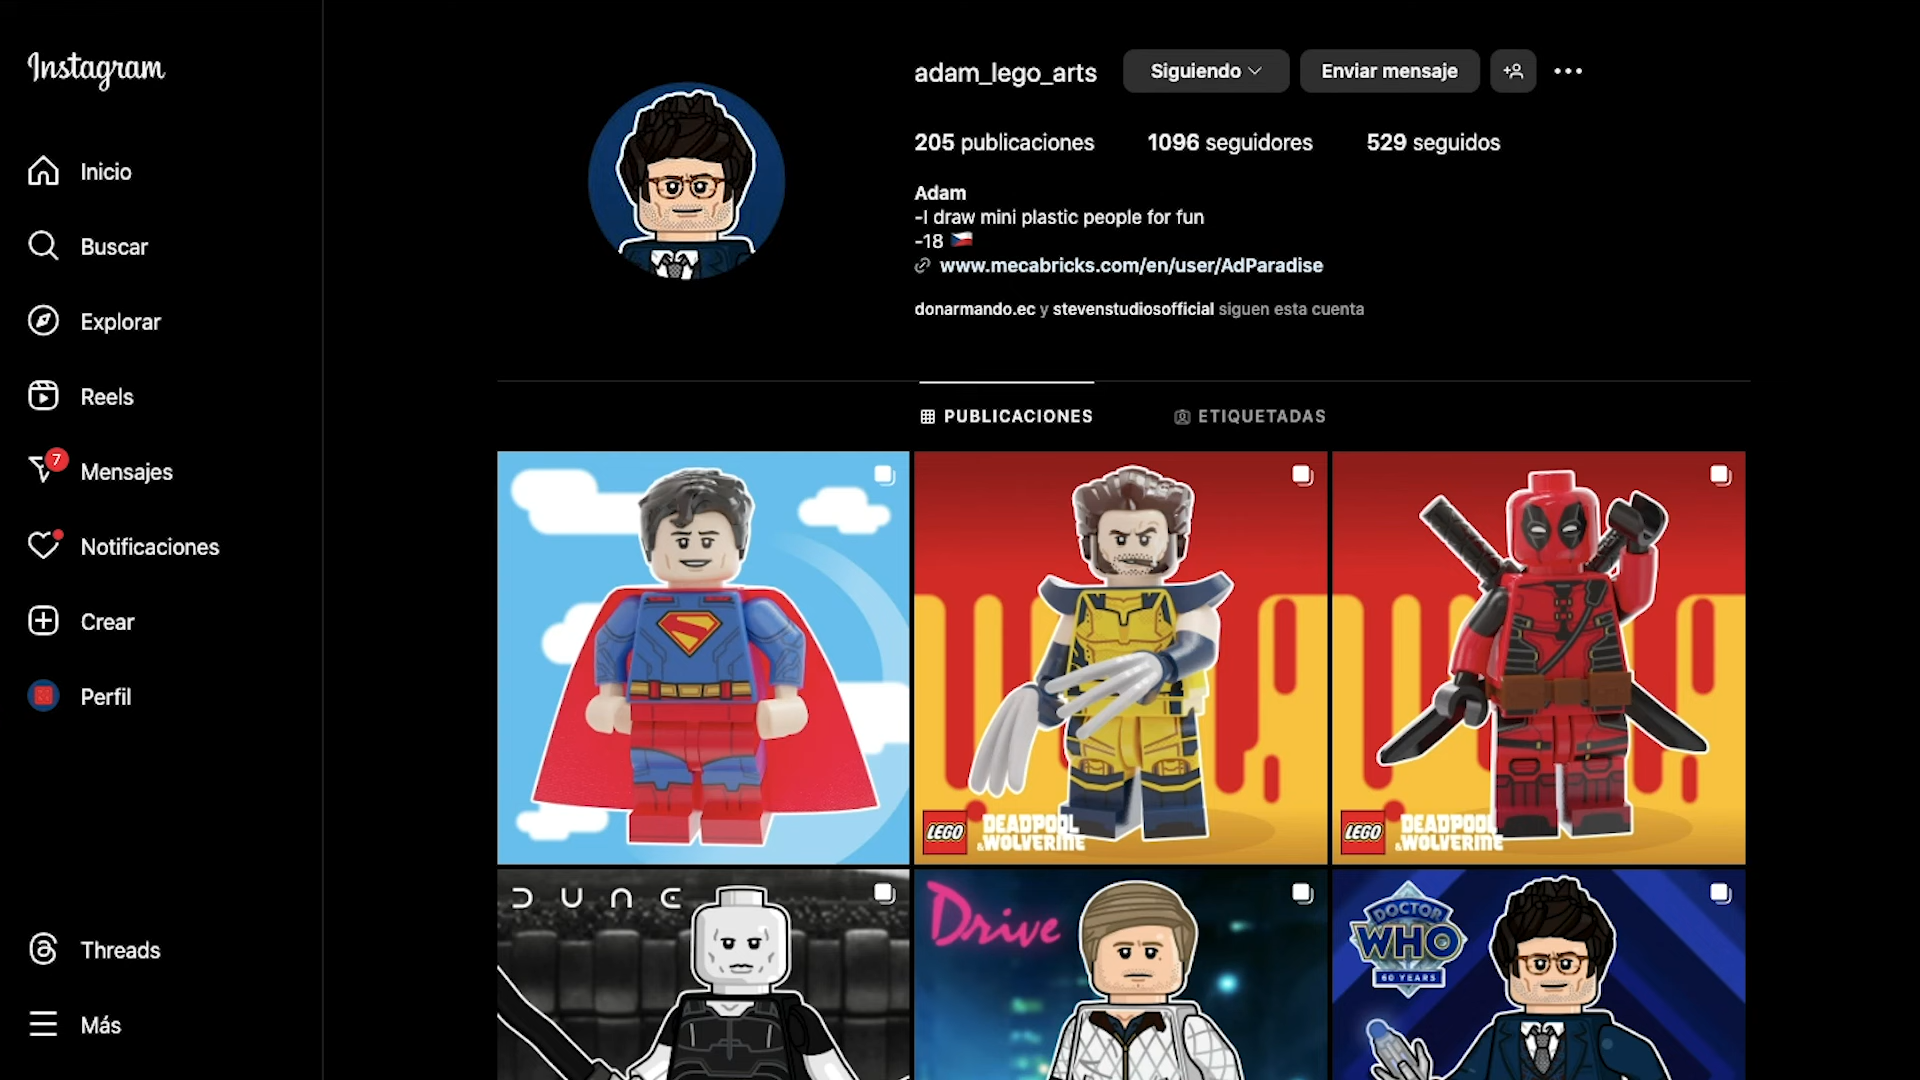 Instagram
Inicio
Buscar
Explorar
Reels
7
Mensajes
Notificaciones
Crear
Perfil
Threads
Más
adam_lego_arts
Siguiendo
Enviar mensaje
205 publicaciones
1096 seguidores
529 seguidos
Adam
-I draw mini plastic people for fun
-18 🇨🇿
www.mecabricks.com/en/user/AdParadise
donarmando.ec y stevenstudiosofficial siguen esta cuenta
PUBLICACIONES
ETIQUETADAS
LEGO
DEADPOOL
& WOLVERINE
LEGO
DEADPOOL
& WOLVERINE
DUNE
Drive
DOCTOR
WHO
60 YEARS